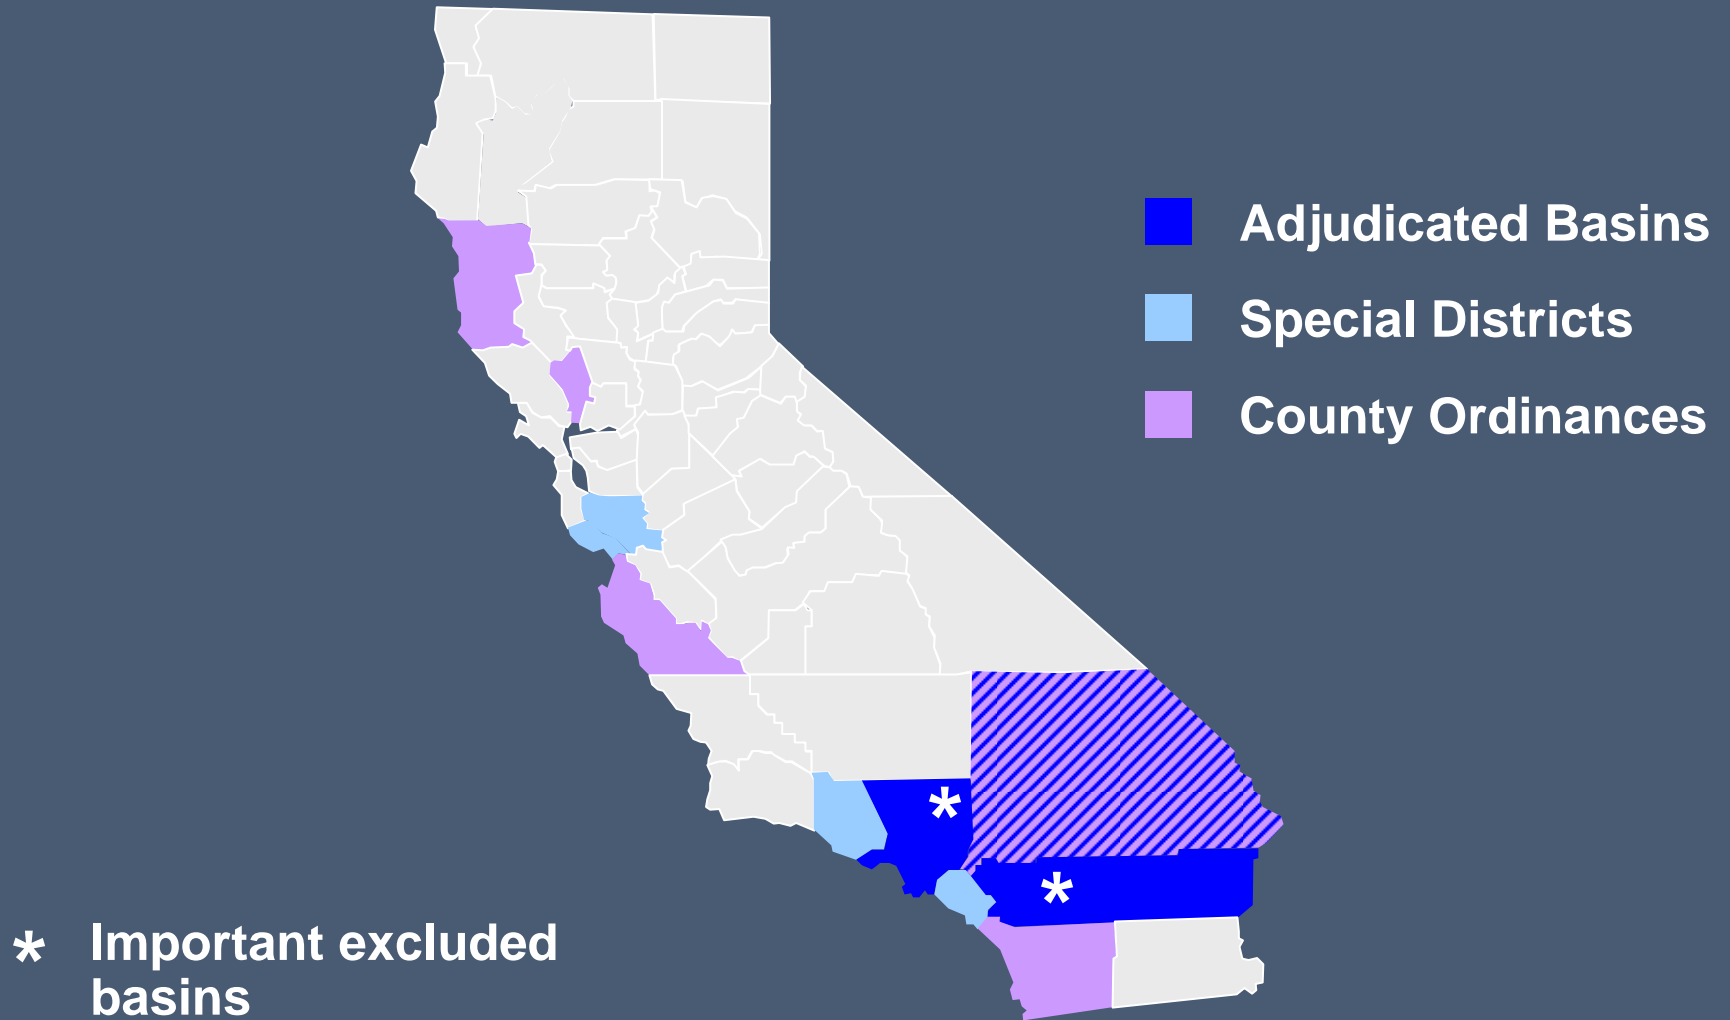 Adjudicated Basins
Special Districts
County Ordinances
*
*
* Important excluded
basins